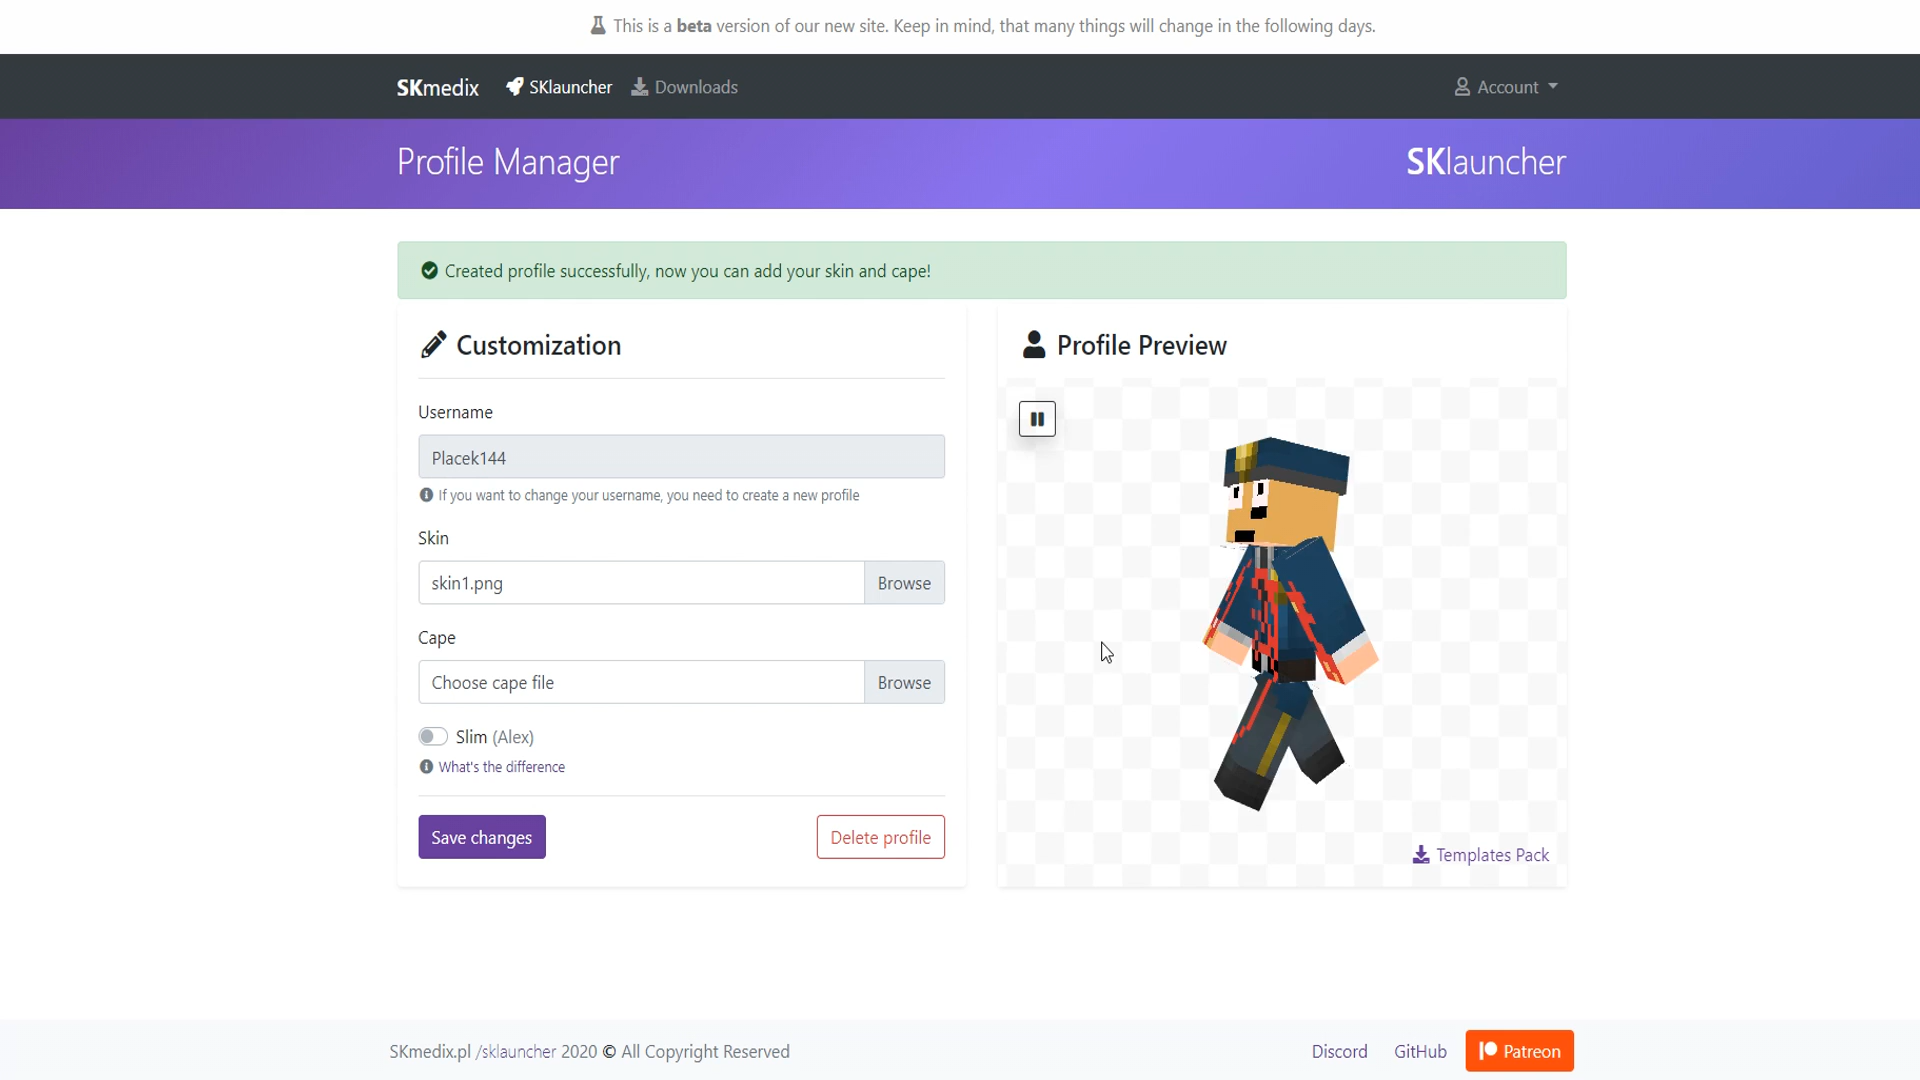 This is a beta version of our new site. Keep in mind, that many things will change in the following days.
SKmedix SKlauncher Downloads Account
Profile Manager SKlauncher
Created profile successfully, now you can add your skin and cape!
Customization
Username
Placek144
If you want to change your username, you need to create a new profile
Skin
skin1.png Browse
Cape
Choose cape file Browse
Slim (Alex)
What's the difference
Save changes Delete profile
Profile Preview
Templates Pack
SKmedix.pl /sklauncher 2020 © All Copyright Reserved Discord GitHub Patreon